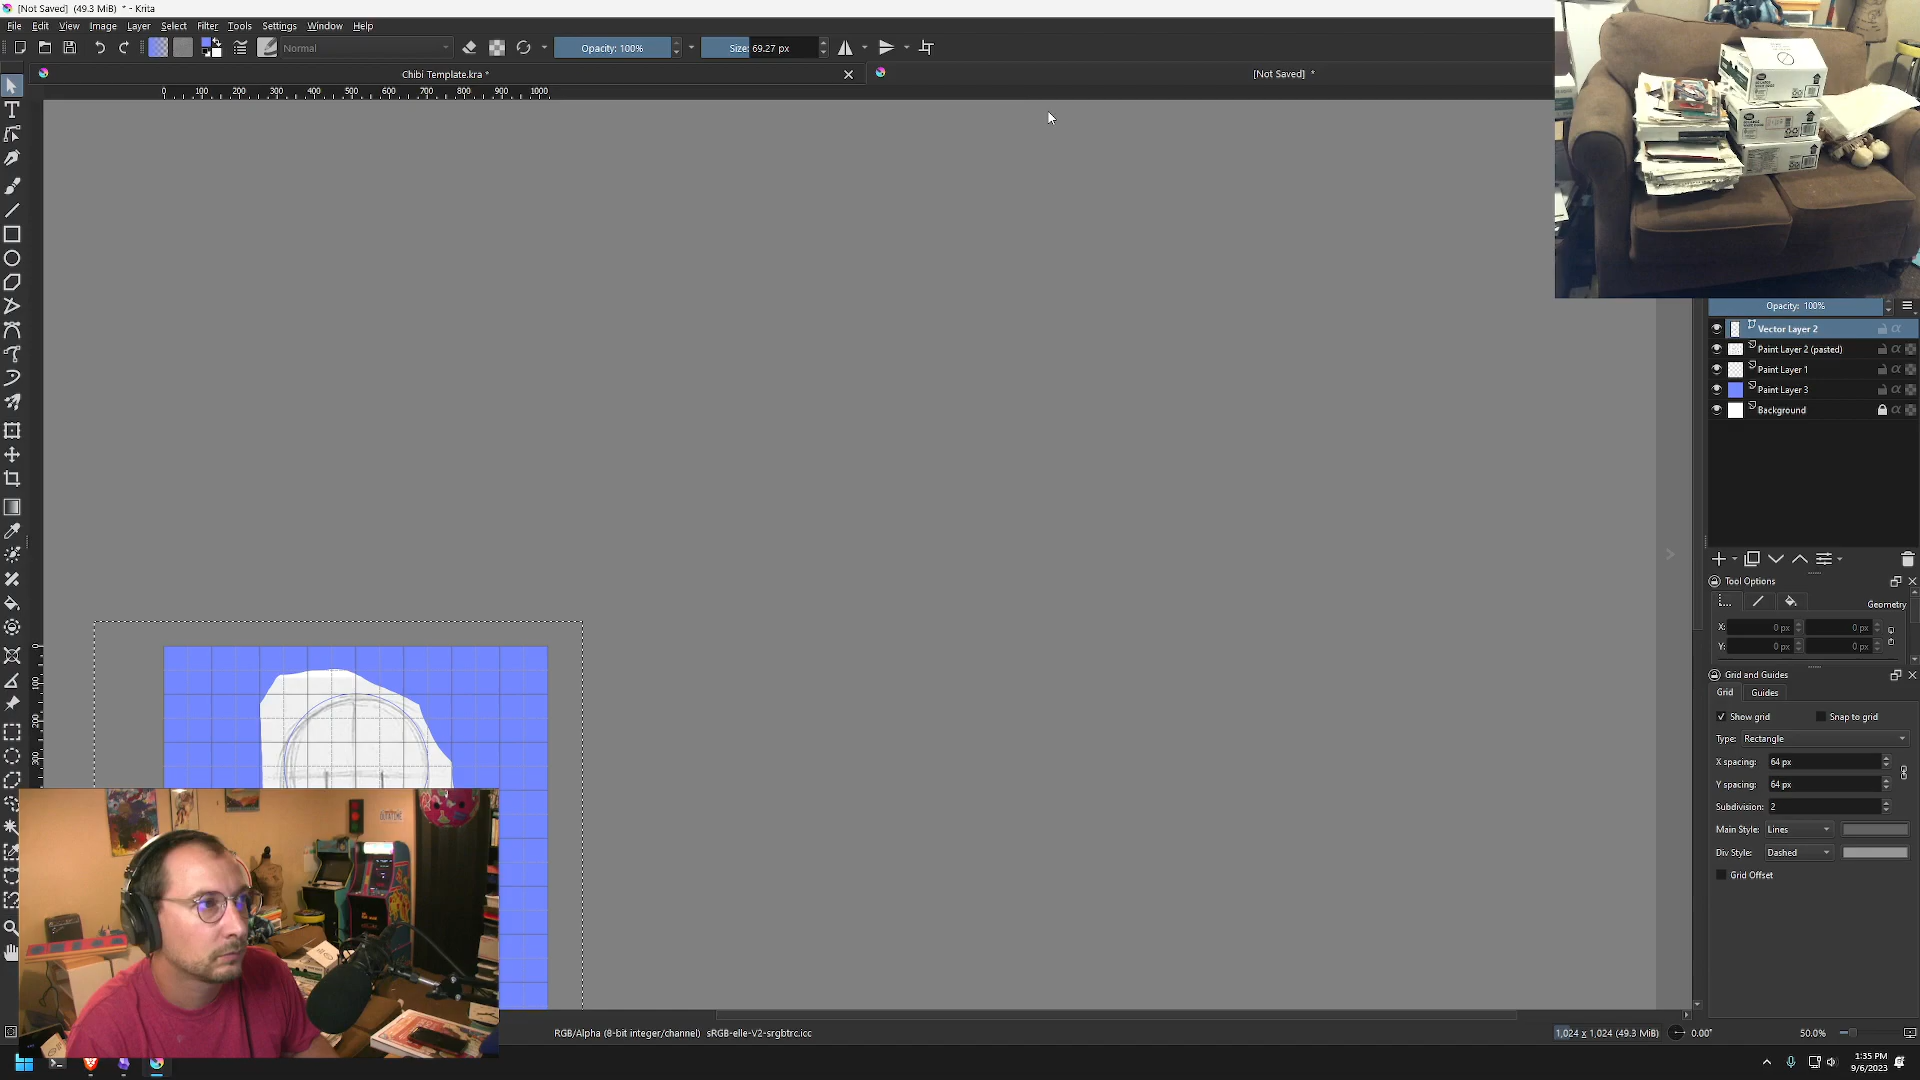 [Not Saved] (49.3 MiB) * - Krita
File Edit View Image Layer Select Filter Tools Settings Window Help
Normal Opacity: 100% Size: 69.27 px
Chibi Template.kra * [Not Saved] *
0 100 200 300 400 500 600 700 800 900 1000
Opacity: 100%
Vector Layer 2
Paint Layer 2 (pasted)
Paint Layer 1
Paint Layer 3
Background
Tool Options
Geometry
X: 0 px 0 px
Y: 0 px 0 px
Grid and Guides
Grid Guides
Show grid Snap to grid
Type: Rectangle
X spacing: 64 px
Y spacing: 64 px
Subdivision: 2
Main Style: Lines
Div Style: Dashed
Grid Offset
0
100
200
300
RGB/Alpha (8-bit integer/channel) sRGB-elle-V2-srgbtrc.icc
1,024 x 1,024 (49.3 MiB) 0.00° 50.0%
1:35 PM
9/6/2023